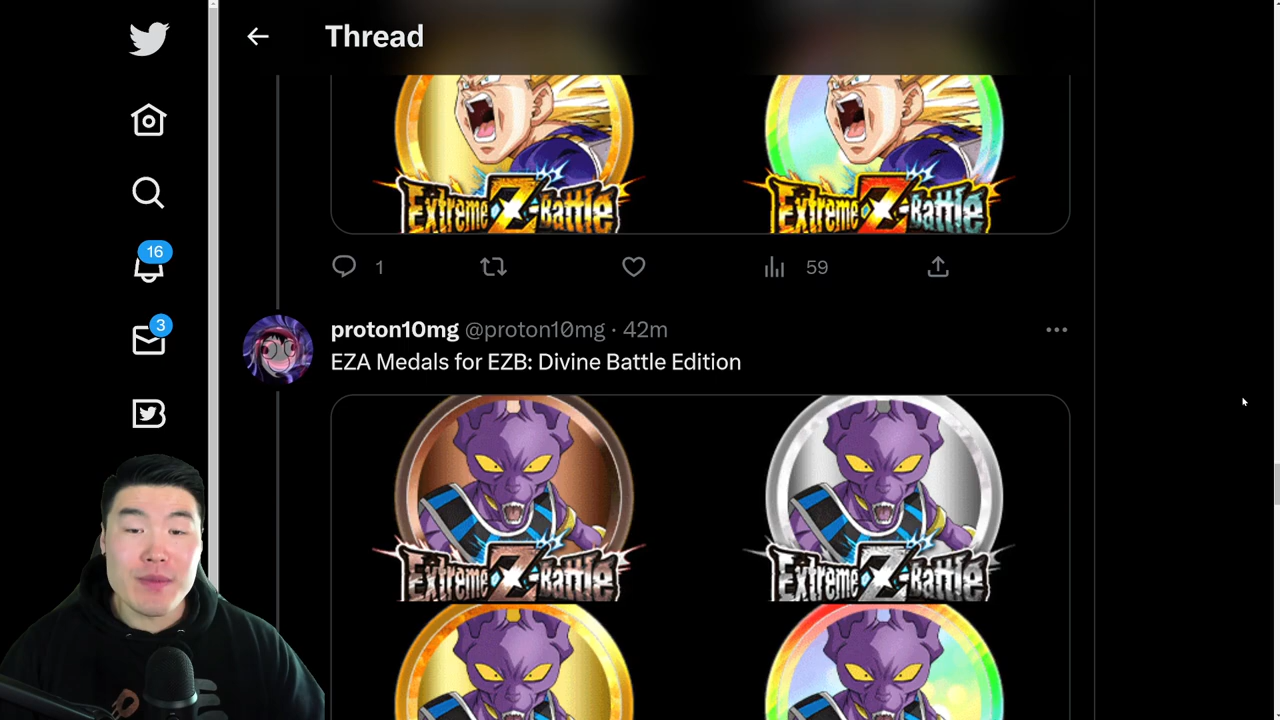 Thread
Extreme Z-Battle
Extreme Z-Battle
1
59
16
3
proton10mg @proton10mg · 42m
EZA Medals for EZB: Divine Battle Edition
Extreme Z-Battle
Extreme Z-Battle